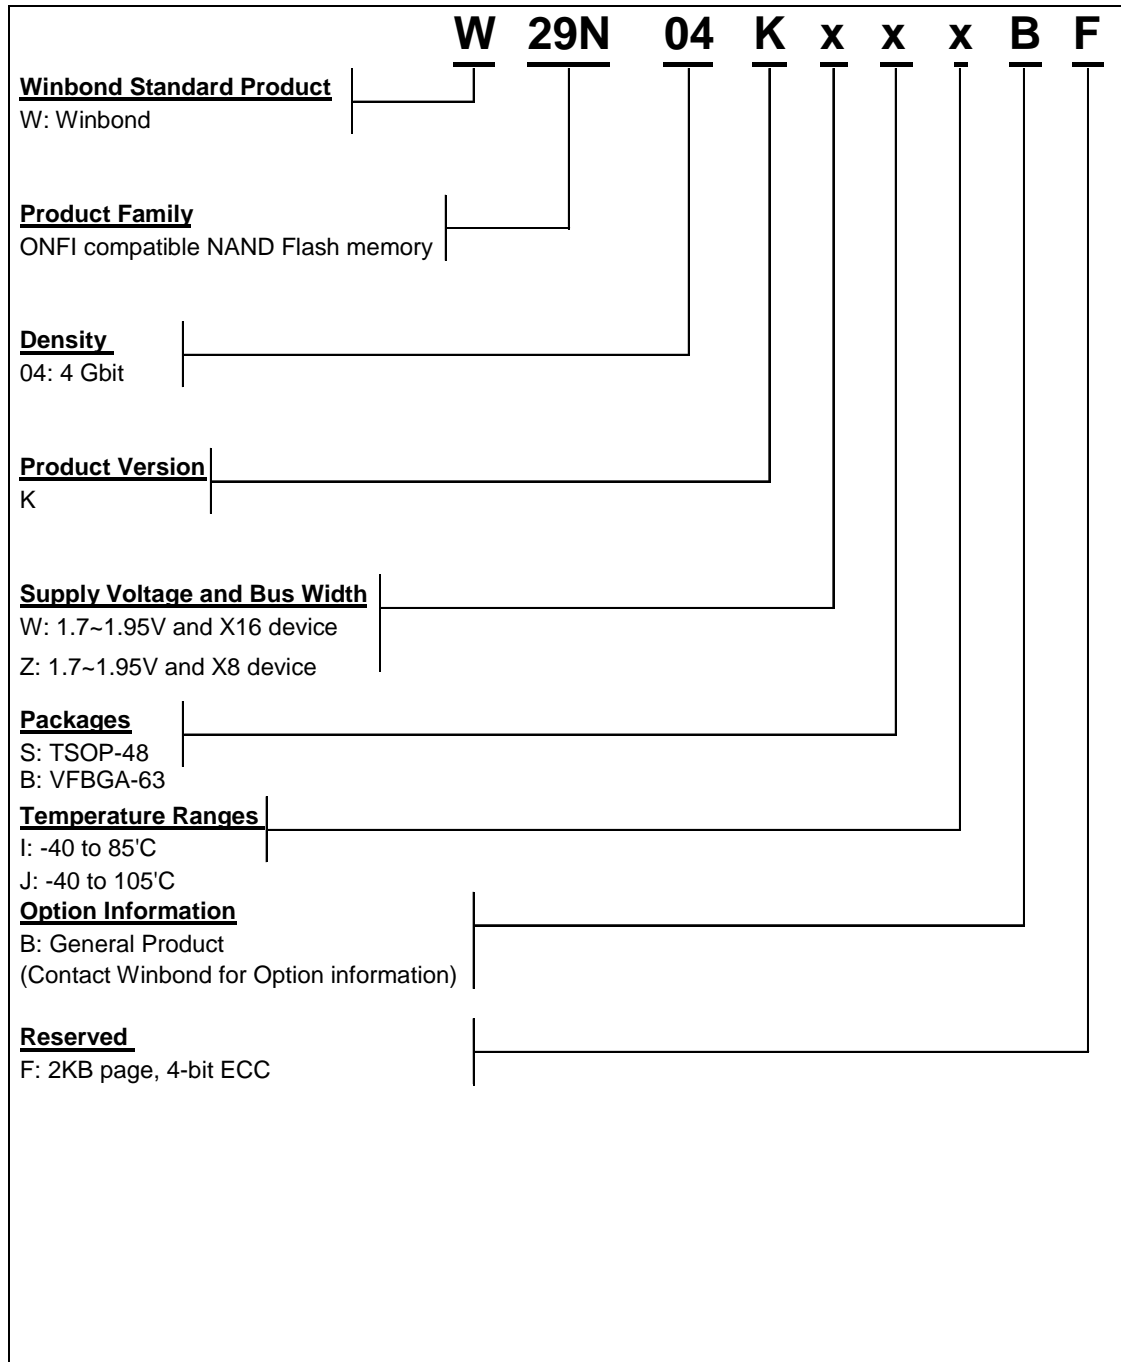 W 29N 04 K x x x B F
Winbond Standard Product
W: Winbond
Product Family
ONFI compatible NAND Flash memory
Density
04: 4 Gbit
Product Version
K
Supply Voltage and Bus Width
W: 1.7~1.95V and X16 device
Z: 1.7~1.95V and X8 device
Packages
S: TSOP-48
B: VFBGA-63
Temperature Ranges
I: -40 to 85'C
J: -40 to 105'C
Option Information
B: General Product
(Contact Winbond for Option information)
Reserved
F: 2KB page, 4-bit ECC